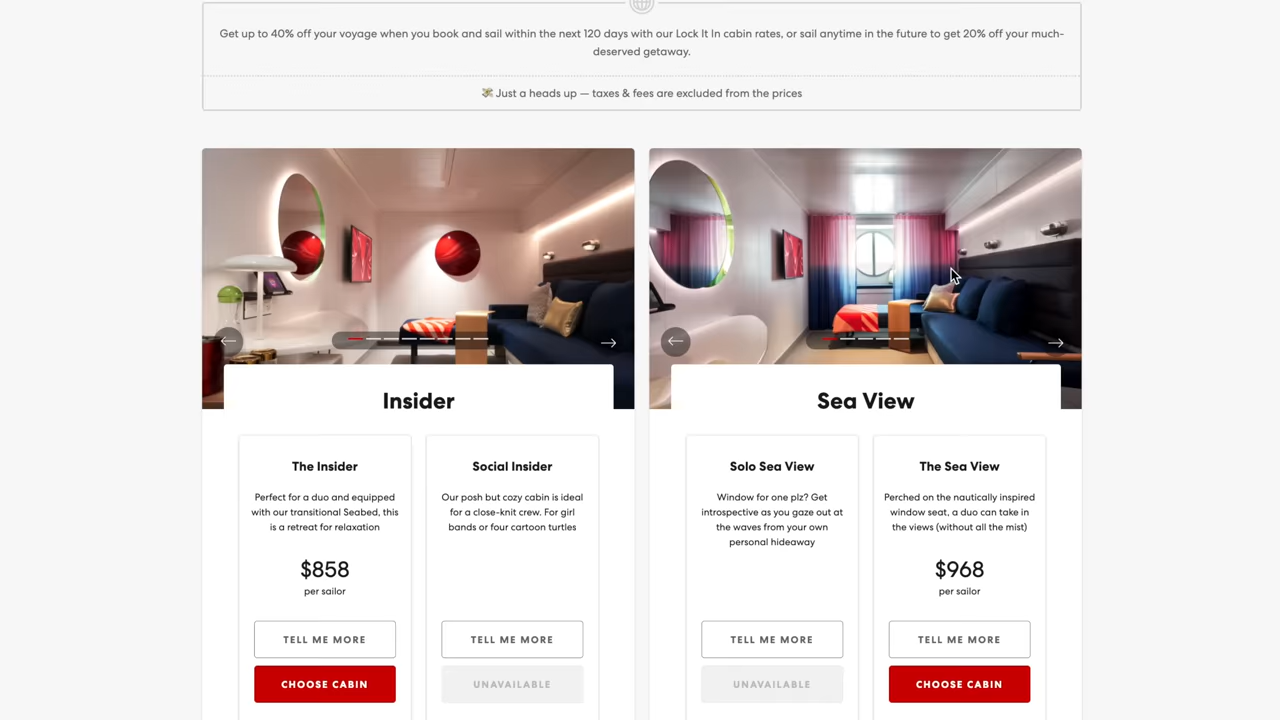 Get up to 40% off your voyage when you book and sail within the next 120 days with our Lock It In cabin rates, or sail anytime in the future to get 20% off your much-
deserved getaway.
Just a heads up — taxes & fees are excluded from the prices
Insider
The Insider
Perfect for a duo and equipped
with our transitional Seabed, this
is a retreat for relaxation
$858
per sailor
TELL ME MORE
CHOOSE CABIN
Social Insider
Our posh but cozy cabin is ideal
for a close-knit crew. For girl
bands or four cartoon turtles
TELL ME MORE
UNAVAILABLE
Sea View
Solo Sea View
Window for one plz? Get
introspective as you gaze out at
the waves from your own
personal hideaway
TELL ME MORE
UNAVAILABLE
The Sea View
Perched on the nautically inspired
window seat, a duo can take in
the views (without all the mist)
$968
per sailor
TELL ME MORE
CHOOSE CABIN